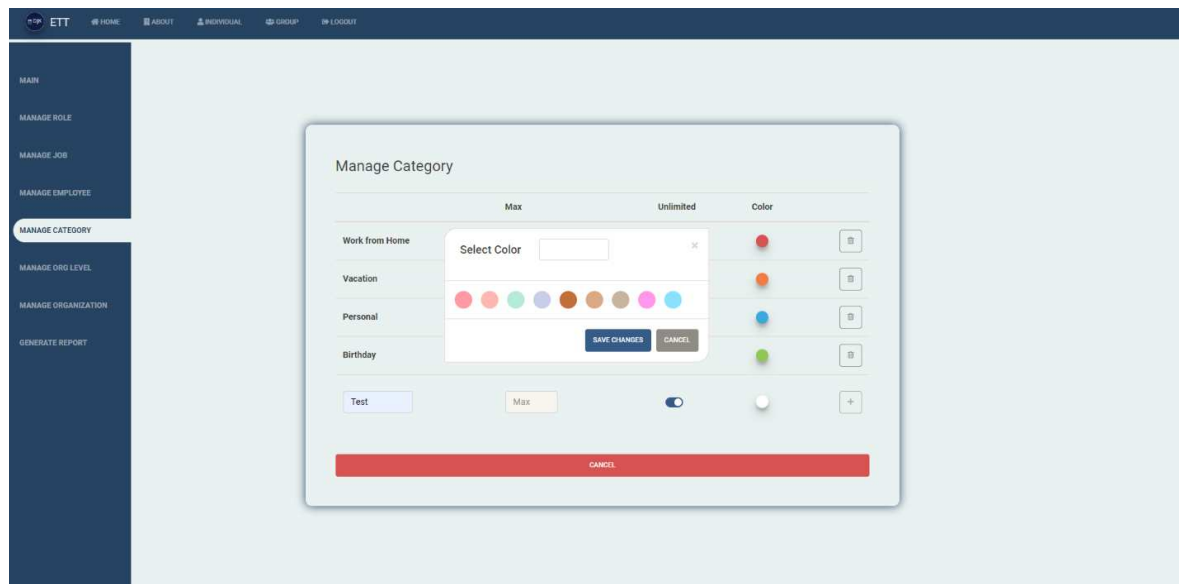 ETT HOME ABOUT INDIVIDUAL GROUP LOGOUT
MAIN
MANAGE ROLE
MANAGE JOB
MANAGE EMPLOYEE
MANAGE CATEGORY
MANAGE ORG LEVEL
MANAGE ORGANIZATION
GENERATE REPORT
Manage Category
Max Unlimited Color
Work from Home
Vacation
Personal
Birthday
Select Color ×
SAVE CHANGES CANCEL
Test Max +
CANCEL